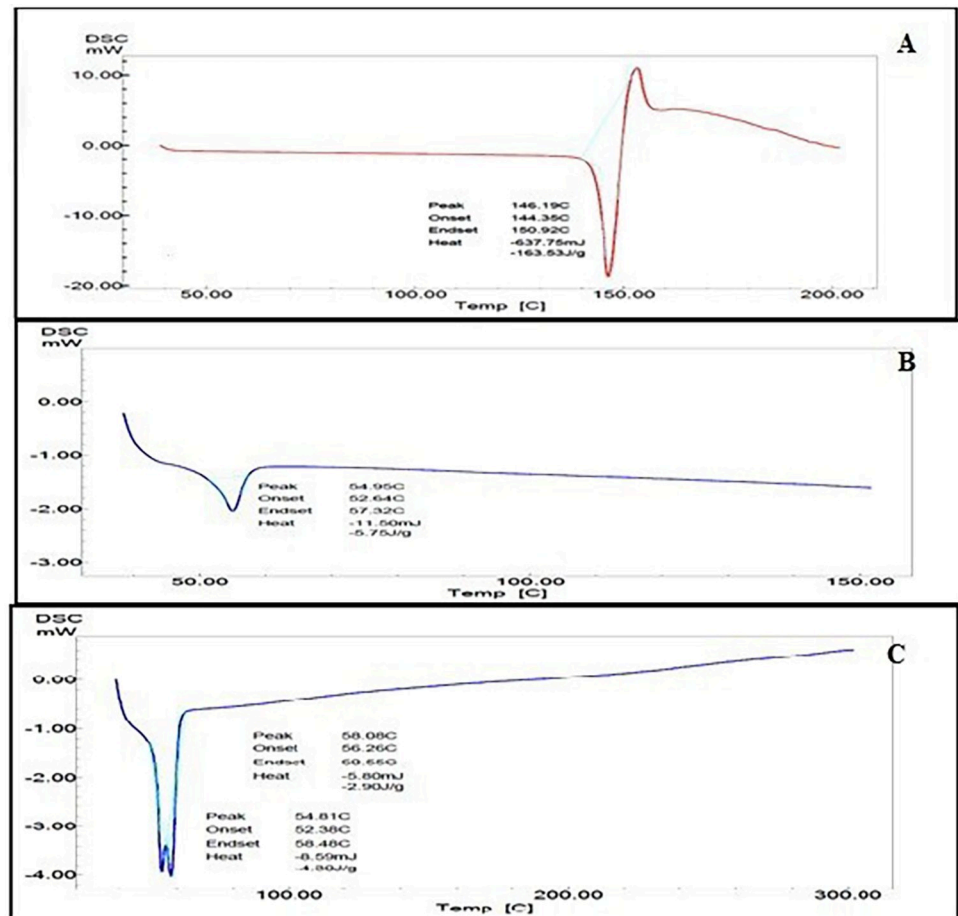 DSC
mW
A
10.00
0.00
-10.00
-20.00
Peak 146.19C
Onset 144.35C
Endset 150.92C
Heat -637.75mJ
-163.53J/g
50.00 100.00 150.00 200.00
Temp [C]
DSC
mW
B
0.00
-1.00
-2.00
-3.00
Peak 54.95C
Onset 52.64C
Endset 57.32C
Heat -11.50mJ
-5.75J/g
50.00 100.00 150.00
Temp [C]
DSC
mW
C
0.00
-1.00
-2.00
-3.00
-4.00
Peak 58.08C
Onset 56.26C
Endset
Heat -5.80mJ
-2.90J/g
Peak 54.81C
Onset 52.38C
Endset 58.48C
Heat -8.59mJ
-4.80J/g
100.00 200.00 300.00
Temp [C]